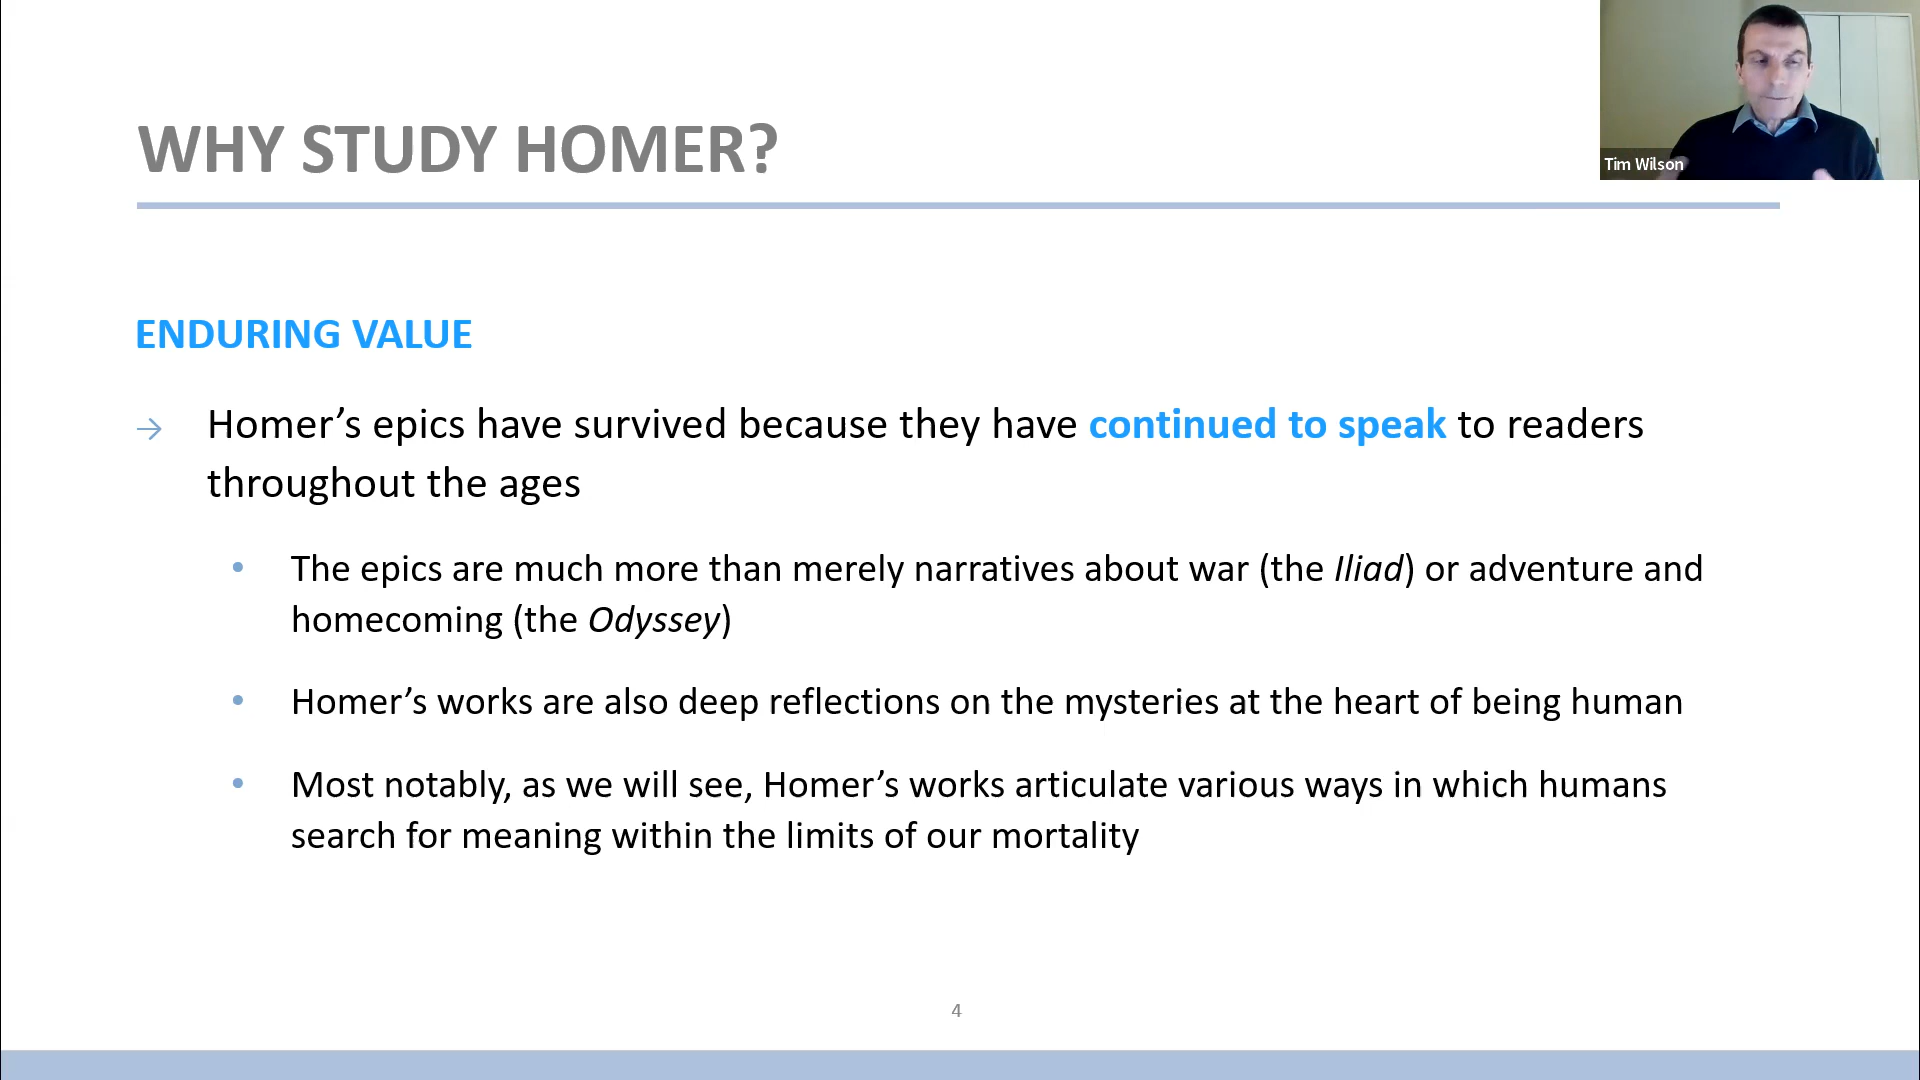 WHY STUDY HOMER?
Tim Wilson
ENDURING VALUE
→ Homer’s epics have survived because they have continued to speak to readers
throughout the ages
• The epics are much more than merely narratives about war (the Iliad) or adventure and
homecoming (the Odyssey)
• Homer’s works are also deep reflections on the mysteries at the heart of being human
• Most notably, as we will see, Homer’s works articulate various ways in which humans
search for meaning within the limits of our mortality
4